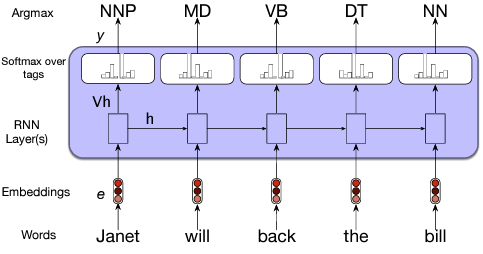 Argmax NNP MD VB DT NN
y
Softmax over
tags
Vh
h
RNN
Layer(s)
Embeddings e
Words Janet will back the bill